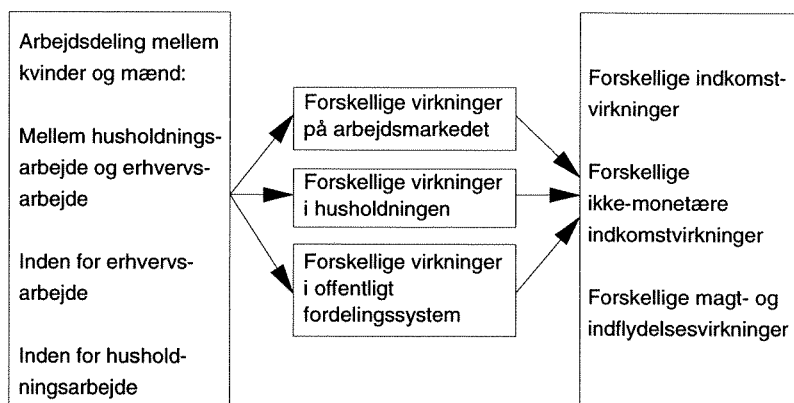 Arbejdsdeling mellem
kvinder og mænd:
Mellem husholdnings-
arbejde og erhvervs-
arbejde
Inden for erhvervs-
arbejde
Inden for hushold-
ningsarbejde
Forskellige virkninger
på arbejdsmarkedet
Forskellige virkninger
i husholdningen
Forskellige virkninger
i offentligt
fordelingssystem
Forskellige indkomst-
virkninger
Forskellige
ikke-monetære
indkomstvirkninger
Forskellige magt- og
indflydelsesvirkninger